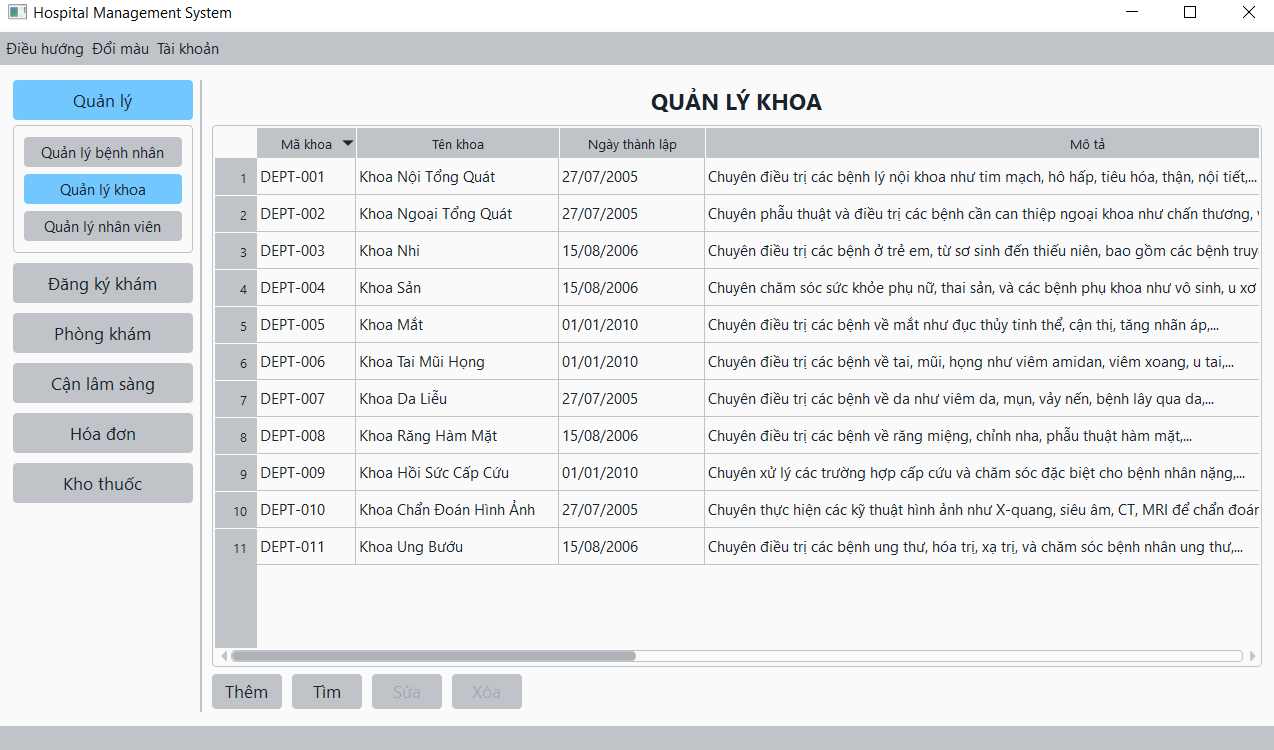 Hospital Management System
Điều hướng Đổi màu Tài khoản
Quản lý
Quản lý bệnh nhân
Quản lý khoa
Quản lý nhân viên
Đăng ký khám
Phòng khám
Cận lâm sàng
Hóa đơn
Kho thuốc
QUẢN LÝ KHOA
Mã khoa Tên khoa Ngày thành lập Mô tả
1 DEPT-001 Khoa Nội Tổng Quát 27/07/2005 Chuyên điều trị các bệnh lý nội khoa như tim mạch, hô hấp, tiêu hóa, thận, nội tiết,...
2 DEPT-002 Khoa Ngoại Tổng Quát 27/07/2005 Chuyên phẫu thuật và điều trị các bệnh cần can thiệp ngoại khoa như chấn thương,
3 DEPT-003 Khoa Nhi 15/08/2006 Chuyên điều trị các bệnh ở trẻ em, từ sơ sinh đến thiếu niên, bao gồm các bệnh truy
4 DEPT-004 Khoa Sản 15/08/2006 Chuyên chăm sóc sức khỏe phụ nữ, thai sản, và các bệnh phụ khoa như vô sinh, u xơ
5 DEPT-005 Khoa Mắt 01/01/2010 Chuyên điều trị các bệnh về mắt như đục thủy tinh thể, cận thị, tăng nhãn áp,...
6 DEPT-006 Khoa Tai Mũi Họng 01/01/2010 Chuyên điều trị các bệnh về tai, mũi, họng như viêm amidan, viêm xoang, u tai,...
7 DEPT-007 Khoa Da Liễu 27/07/2005 Chuyên điều trị các bệnh về da như viêm da, mụn, vảy nến, bệnh lây qua da,...
8 DEPT-008 Khoa Răng Hàm Mặt 15/08/2006 Chuyên điều trị các bệnh về răng miệng, chỉnh nha, phẫu thuật hàm mặt,...
9 DEPT-009 Khoa Hồi Sức Cấp Cứu 01/01/2010 Chuyên xử lý các trường hợp cấp cứu và chăm sóc đặc biệt cho bệnh nhân nặng,...
10 DEPT-010 Khoa Chẩn Đoán Hình Ảnh 27/07/2005 Chuyên thực hiện các kỹ thuật hình ảnh như X-quang, siêu âm, CT, MRI để chẩn đoán
11 DEPT-011 Khoa Ung Bướu 15/08/2006 Chuyên điều trị các bệnh ung thư, hóa trị, xạ trị, và chăm sóc bệnh nhân ung thư,...
Thêm Tìm Sửa Xóa